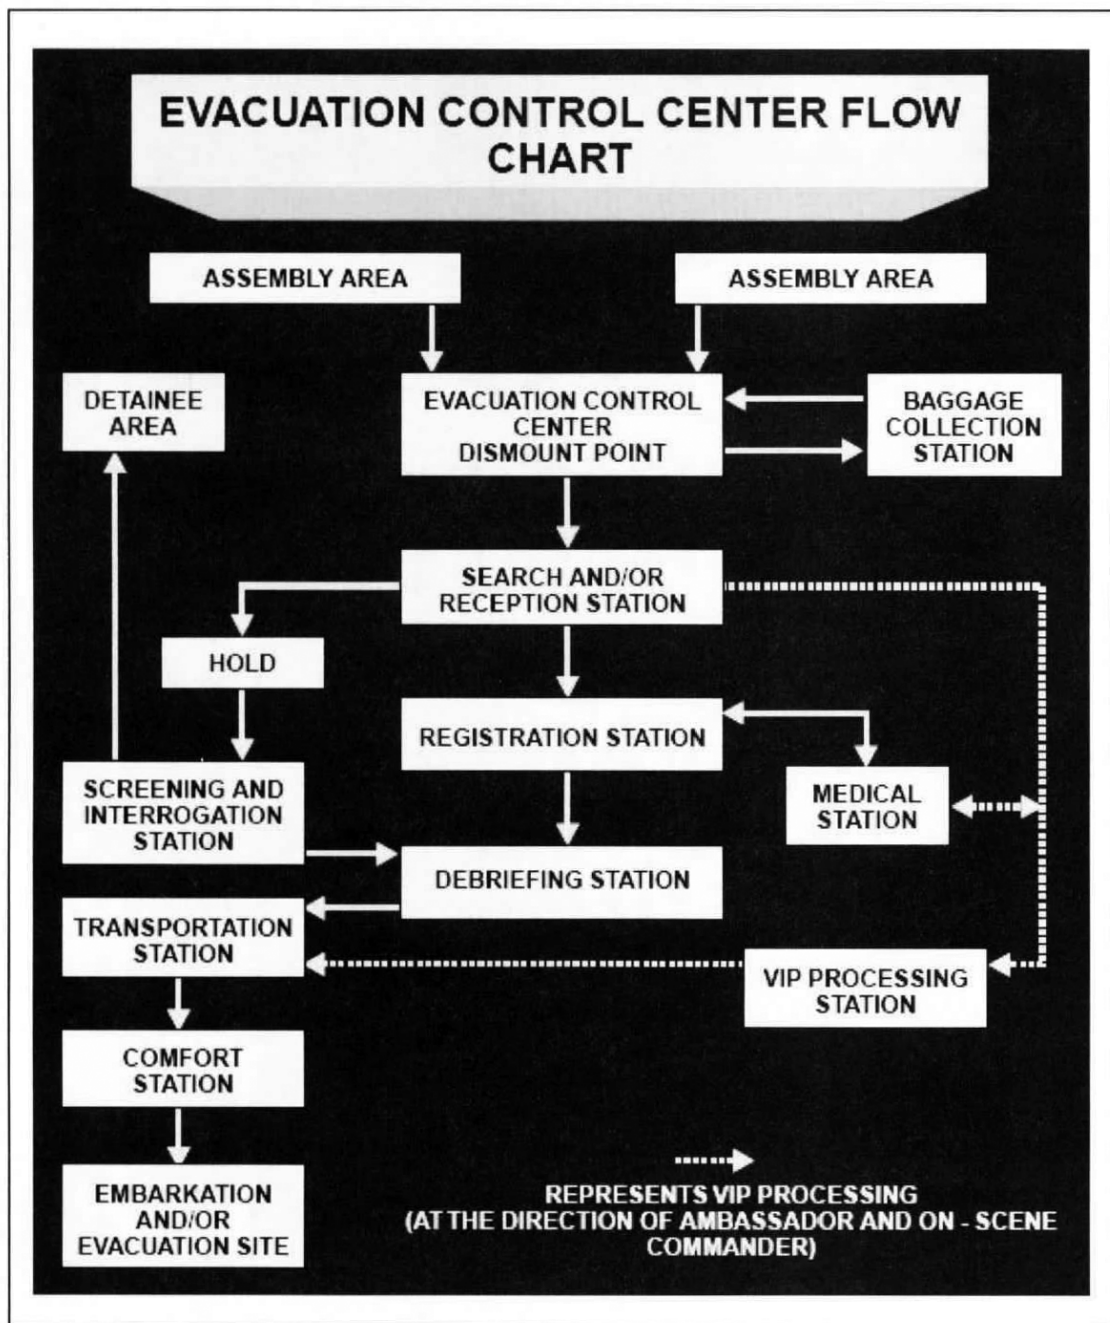 EVACUATION CONTROL CENTER FLOW
CHART
ASSEMBLY AREA
ASSEMBLY AREA
DETAINEE
AREA
EVACUATION CONTROL
CENTER
DISMOUNT POINT
BAGGAGE
COLLECTION
STATION
SEARCH AND/OR
RECEPTION STATION
HOLD
REGISTRATION STATION
SCREENING AND
INTERROGATION
STATION
MEDICAL
STATION
DEBRIEFING STATION
TRANSPORTATION
STATION
VIP PROCESSING
STATION
COMFORT
STATION
EMBARKATION
AND/OR
EVACUATION SITE
REPRESENTS VIP PROCESSING
(AT THE DIRECTION OF AMBASSADOR AND ON - SCENE
COMMANDER)